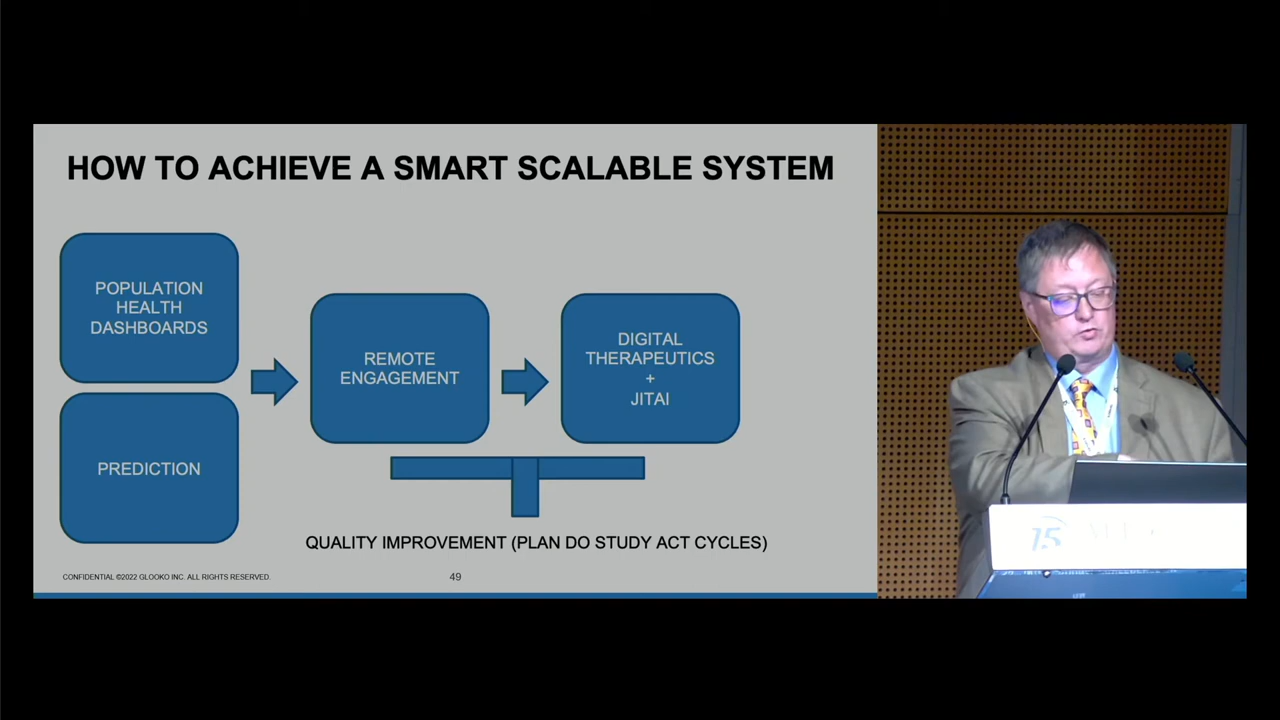 HOW TO ACHIEVE A SMART SCALABLE SYSTEM
POPULATION
HEALTH
DASHBOARDS
PREDICTION
REMOTE
ENGAGEMENT
DIGITAL
THERAPEUTICS
+
JITAI
QUALITY IMPROVEMENT (PLAN DO STUDY ACT CYCLES)
CONFIDENTIAL ©2022 GLOOKO INC. ALL RIGHTS RESERVED.
49
15